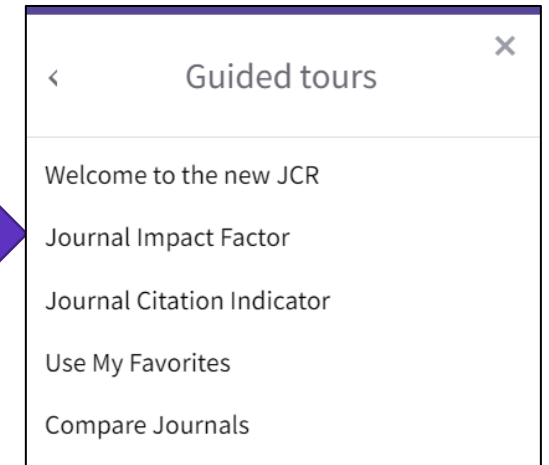 Guided tours
Welcome to the new JCR
Journal Impact Factor
Journal Citation Indicator
Use My Favorites
Compare Journals